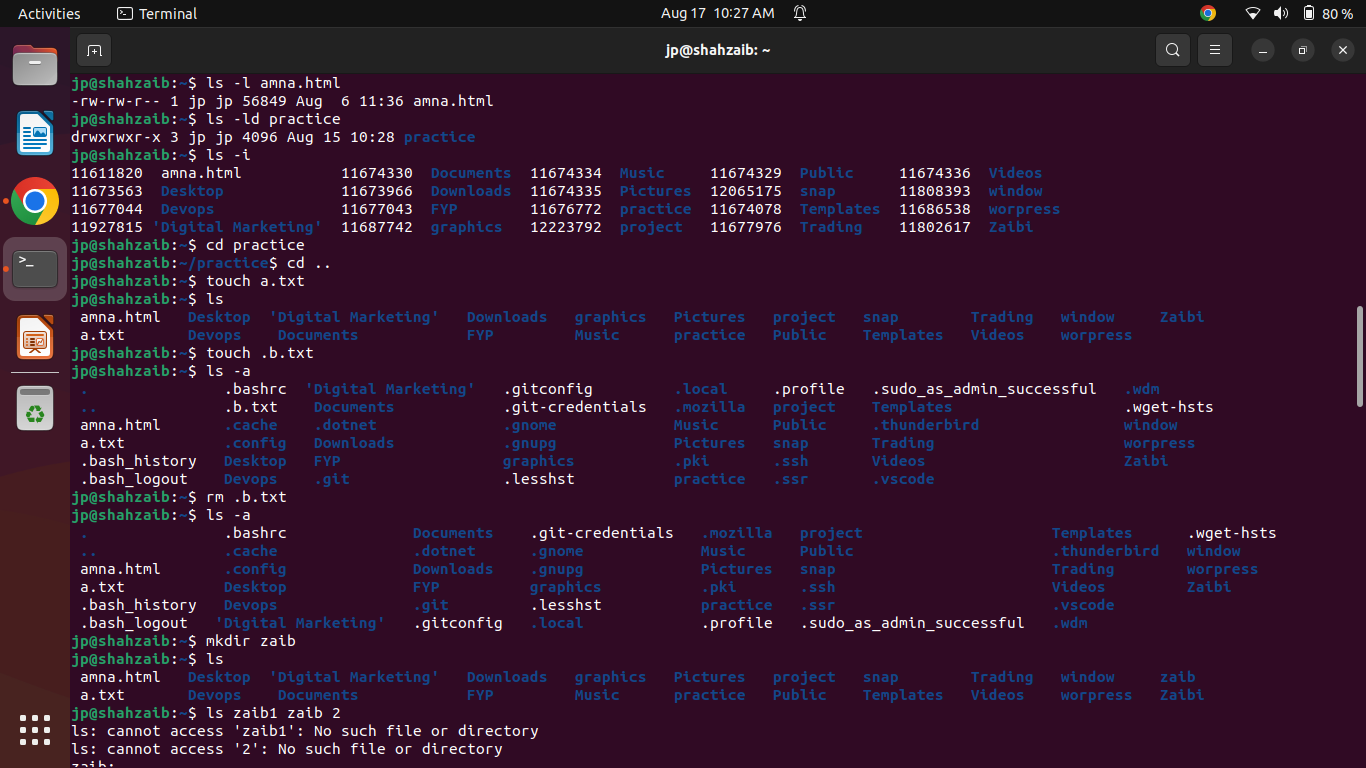 Activities Terminal Aug 17 10:27 AM 80 %
jp@shahzaib: ~
jp@shahzaib:~$ ls -l amna.html
-rw-rw-r-- 1 jp jp 56849 Aug  6 11:36 amna.html
jp@shahzaib:~$ ls -ld practice
drwxrwxr-x 3 jp jp 4096 Aug 15 10:28 practice
jp@shahzaib:~$ ls -i
11611820  amna.html           11674330  Documents  11674334  Music     11674329  Public     11674336  Videos
11673563  Desktop             11673966  Downloads  11674335  Pictures  12065175  snap       11808393  window
11677044  Devops              11677043  FYP        11676772  practice  11674078  Templates  11686538  worpress
11927815 'Digital Marketing'  11687742  graphics   12223792  project   11677976  Trading    11802617  Zaibi
jp@shahzaib:~$ cd practice
jp@shahzaib:~/practice$ cd ..
jp@shahzaib:~$ touch a.txt
jp@shahzaib:~$ ls
 amna.html   Desktop  'Digital Marketing'   Downloads   graphics   Pictures   project   snap        Trading   window     Zaibi
 a.txt       Devops    Documents            FYP         Music      practice   Public    Templates   Videos    worpress
jp@shahzaib:~$ touch .b.txt
jp@shahzaib:~$ ls -a
 .               .bashrc  'Digital Marketing'   .gitconfig         .local     .profile   .sudo_as_admin_successful   .wdm
 ..              .b.txt    Documents            .git-credentials   .mozilla   project    Templates                   .wget-hsts
amna.html       .cache    .dotnet              .gnome             Music      Public     .thunderbird                window
a.txt           .config   Downloads            .gnupg             Pictures   snap       Trading                     worpress
 .bash_history   Desktop   FYP                  graphics           .pki       .ssh       Videos                      Zaibi
 .bash_logout    Devops    .git                 .lesshst           practice   .ssr       .vscode
jp@shahzaib:~$ rm .b.txt
jp@shahzaib:~$ ls -a
 .               .bashrc              Documents    .git-credentials   .mozilla   project                     Templates      .wget-hsts
 ..              .cache               .dotnet      .gnome             Music      Public                      .thunderbird   window
 amna.html       .config              Downloads    .gnupg             Pictures   snap                        Trading        worpress
 a.txt           Desktop              FYP          graphics           .pki       .ssh                        Videos         Zaibi
 .bash_history   Devops               .git         .lesshst           practice   .ssr                        .vscode
 .bash_logout   'Digital Marketing'   .gitconfig   .local             .profile   .sudo_as_admin_successful   .wdm
jp@shahzaib:~$ mkdir zaib
jp@shahzaib:~$ ls
 amna.html   Desktop  'Digital Marketing'   Downloads   graphics   Pictures   project   snap        Trading   window     zaib
 a.txt       Devops    Documents            FYP         Music      practice   Public    Templates   Videos    worpress   Zaibi
jp@shahzaib:~$ ls zaib1 zaib 2
ls: cannot access 'zaib1': No such file or directory
ls: cannot access '2': No such file or directory
zaib: